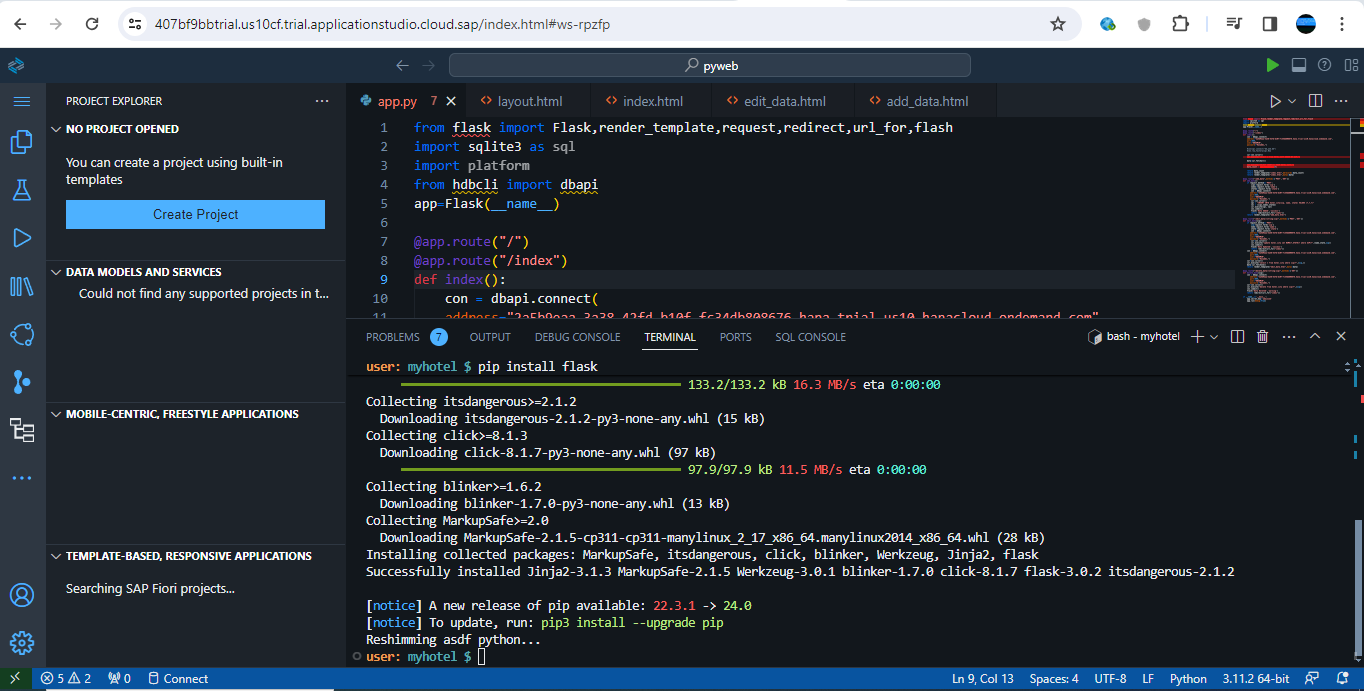 407bf9bbtrial.us10cf.trial.applicationstudio.cloud.sap/index.html#ws-rpzfp
pyweb
PROJECT EXPLORER
NO PROJECT OPENED
You can create a project using built-in
templates
Create Project
DATA MODELS AND SERVICES
Could not find any supported projects in t...
MOBILE-CENTRIC, FREESTYLE APPLICATIONS
TEMPLATE-BASED, RESPONSIVE APPLICATIONS
Searching SAP Fiori projects...
app.py 7 layout.html index.html edit_data.html add_data.html
1 from flask import Flask,render_template,request,redirect,url_for,flash
2 import sqlite3 as sql
3 import platform
4 from hdbcli import dbapi
5 app=Flask(__name__)
6
7 @app.route("/")
8 @app.route("/index")
9 def index():
10 con = dbapi.connect(
11
PROBLEMS 7 OUTPUT DEBUG CONSOLE TERMINAL PORTS SQL CONSOLE bash - myhotel
user: myhotel $ pip install flask
133.2/133.2 kB 16.3 MB/s eta 0:00:00
Collecting itsdangerous>=2.1.2
Downloading itsdangerous-2.1.2-py3-none-any.whl (15 kB)
Collecting click>=8.1.3
Downloading click-8.1.7-py3-none-any.whl (97 kB)
97.9/97.9 kB 11.5 MB/s eta 0:00:00
Collecting blinker>=1.6.2
Downloading blinker-1.7.0-py3-none-any.whl (13 kB)
Collecting MarkupSafe>=2.0
Downloading MarkupSafe-2.1.5-cp311-cp311-manylinux_2_17_x86_64.manylinux2014_x86_64.whl (28 kB)
Installing collected packages: MarkupSafe, itsdangerous, click, blinker, Werkzeug, Jinja2, flask
Successfully installed Jinja2-3.1.3 MarkupSafe-2.1.5 Werkzeug-3.0.1 blinker-1.7.0 click-8.1.7 flask-3.0.2 itsdangerous-2.1.2
[notice] A new release of pip available: 22.3.1 -> 24.0
[notice] To update, run: pip3 install --upgrade pip
Reshimming asdf python...
user: myhotel $
5 2 0 Connect Ln 9, Col 13 Spaces: 4 UTF-8 LF Python 3.11.2 64-bit